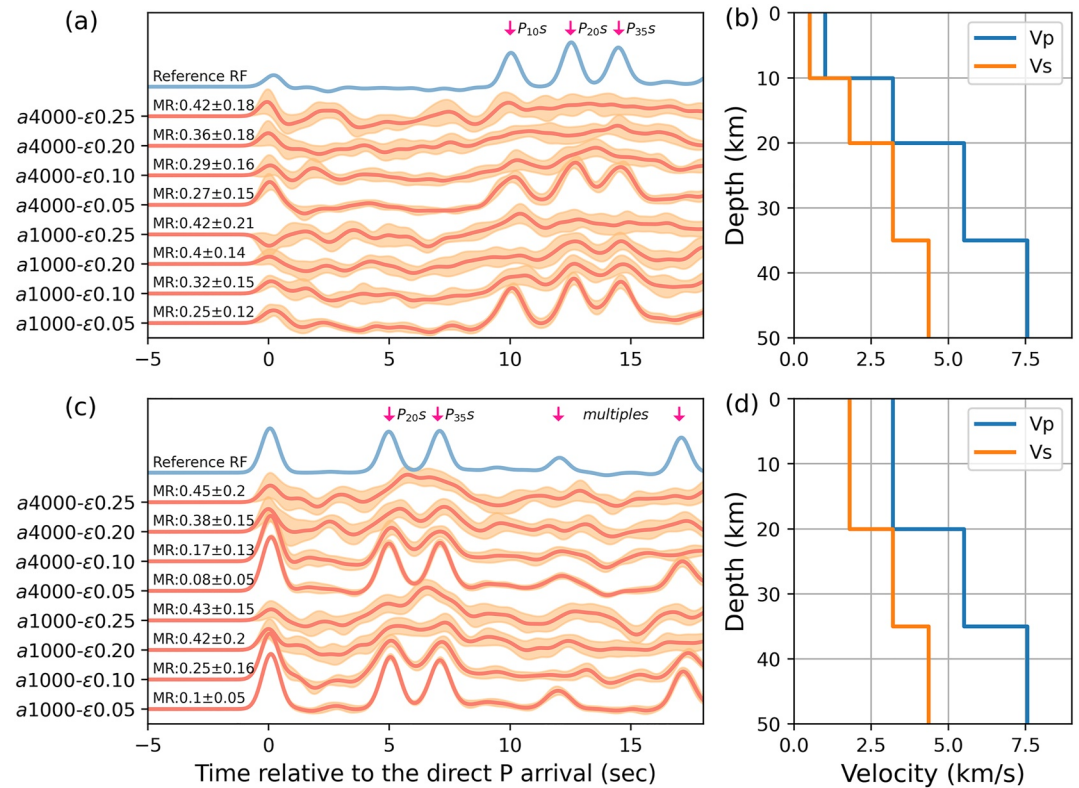 (a)
P₁₀s
P₂₀s
P₃₅s
Reference RF
MR:0.42±0.18
a4000-ε0.25
MR:0.36±0.18
a4000-ε0.20
MR:0.29±0.16
a4000-ε0.10
MR:0.27±0.15
a4000-ε0.05
MR:0.42±0.21
a1000-ε0.25
MR:0.4±0.14
a1000-ε0.20
MR:0.32±0.15
a1000-ε0.10
MR:0.25±0.12
a1000-ε0.05
−5 0 5 10 15
(b)
Vp
Vs
0
10
20
30
40
50
Depth (km)
0.0 2.5 5.0 7.5
(c)
P₂₀s
P₃₅s
multiples
Reference RF
MR:0.45±0.2
a4000-ε0.25
MR:0.38±0.15
a4000-ε0.20
MR:0.17±0.13
a4000-ε0.10
MR:0.08±0.05
a4000-ε0.05
MR:0.43±0.15
a1000-ε0.25
MR:0.42±0.2
a1000-ε0.20
MR:0.25±0.16
a1000-ε0.10
MR:0.1±0.05
a1000-ε0.05
−5 0 5 10 15
Time relative to the direct P arrival (sec)
(d)
Vp
Vs
0
10
20
30
40
50
Depth (km)
0.0 2.5 5.0 7.5
Velocity (km/s)